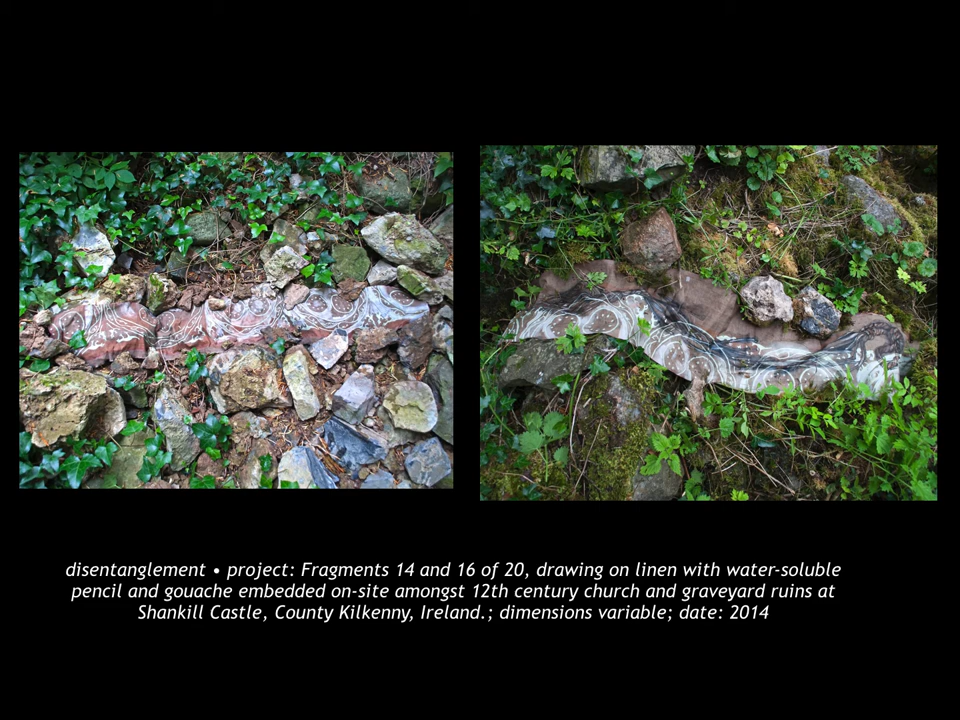 disentanglement • project: Fragments 14 and 16 of 20, drawing on linen with water-soluble
pencil and gouache embedded on-site amongst 12th century church and graveyard ruins at
Shankill Castle, County Kilkenny, Ireland.; dimensions variable; date: 2014